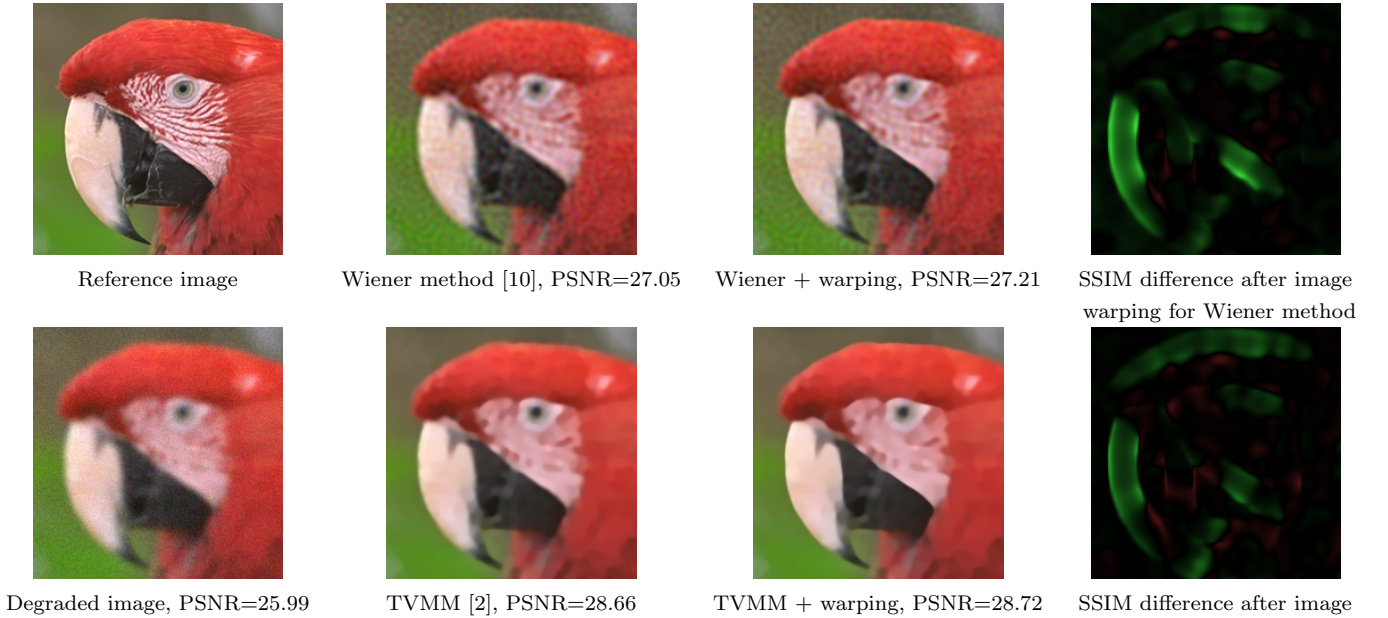 Reference image
Wiener method [10], PSNR=27.05
Wiener + warping, PSNR=27.21
SSIM difference after image
warping for Wiener method
Degraded image, PSNR=25.99
TVMM [2], PSNR=28.66
TVMM + warping, PSNR=28.72
SSIM difference after image